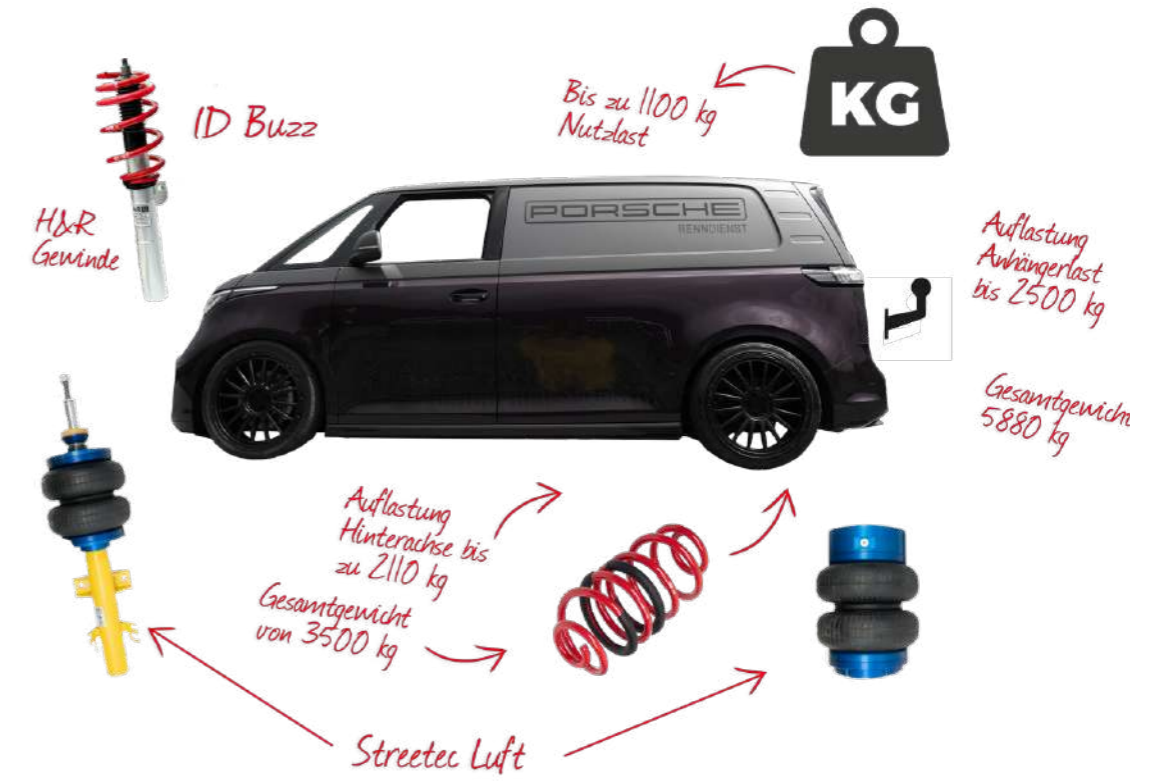 ID Buzz
H&R
Gewinde
Bis zu 1100 kg
Nutzlast
KG
PORSCHE
RENNDIENST
Auflastung
Anhängerlast
bis 2500 kg
Gesamtgewicht
5880 kg
Auflastung
Hinterachse bis
zu 2110 kg
Gesamtgewicht
von 3500 kg
Streetec Luft